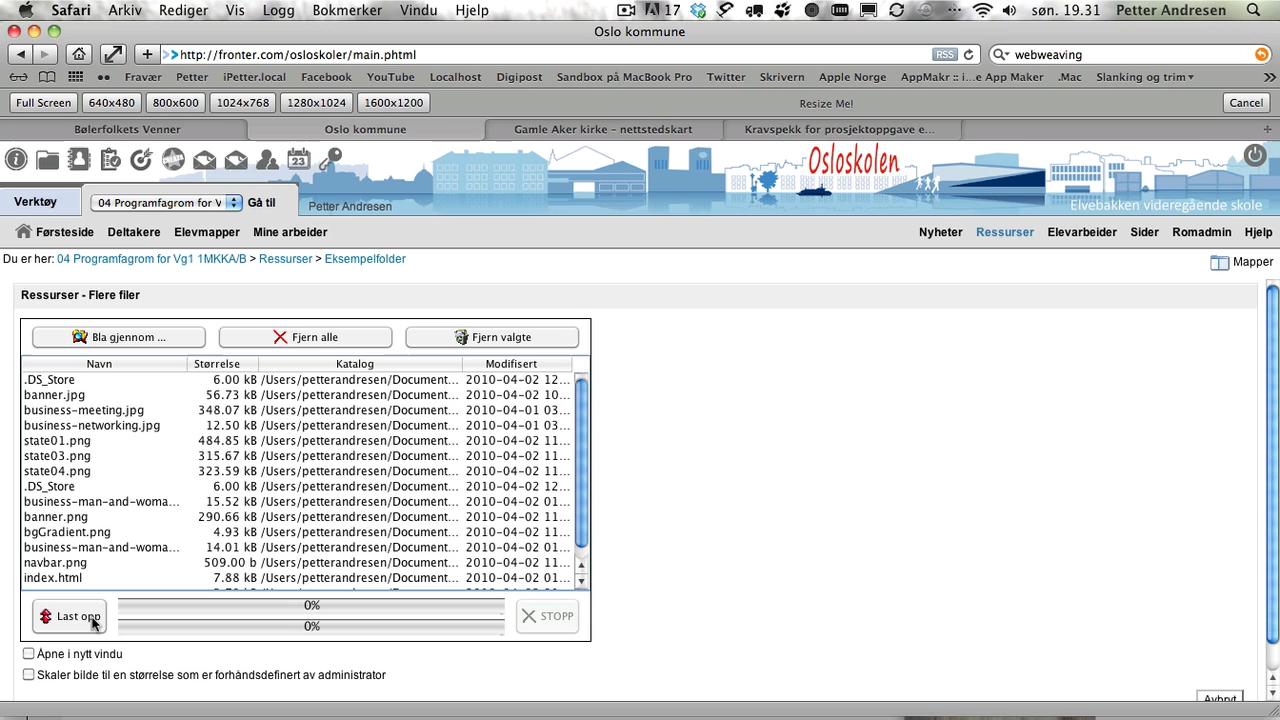 Safari Arkiv Rediger Vis Logg Bokmerker Vindu Hjelp 17 søn. 19.31 Petter Andresen
Oslo kommune
http://fronter.com/osloskoler/main.phtml RSS webweaving
Fravær Petter iPetter.local Facebook YouTube Localhost Digipost Sandbox på MacBook Pro Twitter Skrivern Apple Norge AppMakr :: i...e App Maker .Mac Slanking og trim
Full Screen 640x480 800x600 1024x768 1280x1024 1600x1200 Resize Me! Cancel
Bølerfolkets Venner Oslo kommune Gamle Aker kirke – nettstedskart Kravspekk for prosjektoppgave e...
Osloskolen
23
Verktøy 04 Programfagrom for V Gå til Petter Andresen Elvebakken videregående skole
Førsteside Deltakere Elevmapper Mine arbeider Nyheter Ressurser Elevarbeider Sider Romadmin Hjelp
Du er her: 04 Programfagrom for Vg1 1MKKA/B > Ressurser > Eksempelfolder Mapper
Ressurser - Flere filer
Bla gjennom ... Fjern alle Fjern valgte
Navn Størrelse Katalog Modifisert
.DS_Store 6.00 kB /Users/petterandresen/Document... 2010-04-02 12...
banner.jpg 56.73 kB /Users/petterandresen/Document... 2010-04-02 10...
business-meeting.jpg 348.07 kB /Users/petterandresen/Document... 2010-04-01 03...
business-networking.jpg 12.50 kB /Users/petterandresen/Document... 2010-04-01 03...
state01.png 484.85 kB /Users/petterandresen/Document... 2010-04-02 11...
state03.png 315.67 kB /Users/petterandresen/Document... 2010-04-02 11...
state04.png 323.59 kB /Users/petterandresen/Document... 2010-04-02 11...
.DS_Store 6.00 kB /Users/petterandresen/Document... 2010-04-02 12...
business-man-and-woma... 15.52 kB /Users/petterandresen/Document... 2010-04-02 01...
banner.png 290.66 kB /Users/petterandresen/Document... 2010-04-02 11...
bgGradient.png 4.93 kB /Users/petterandresen/Document... 2010-04-02 11...
business-man-and-woma... 14.01 kB /Users/petterandresen/Document... 2010-04-02 01...
navbar.png 509.00 b /Users/petterandresen/Document... 2010-04-02 11...
index.html 7.88 kB /Users/petterandresen/Document... 2010-04-02 01...
0%
Last opp STOPP
0%
Åpne i nytt vindu
Skaler bilde til en størrelse som er forhåndsdefinert av administrator
Avbryt